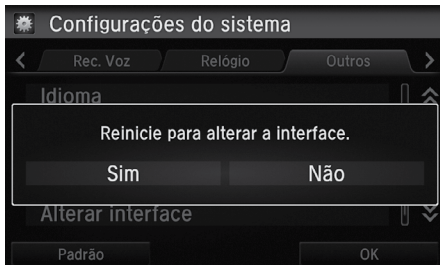 Configurações do sistema
Rec. Voz Relógio Outros
Idioma
Reinicie para alterar a interface.
Sim Não
Alterar interface
Padrão OK